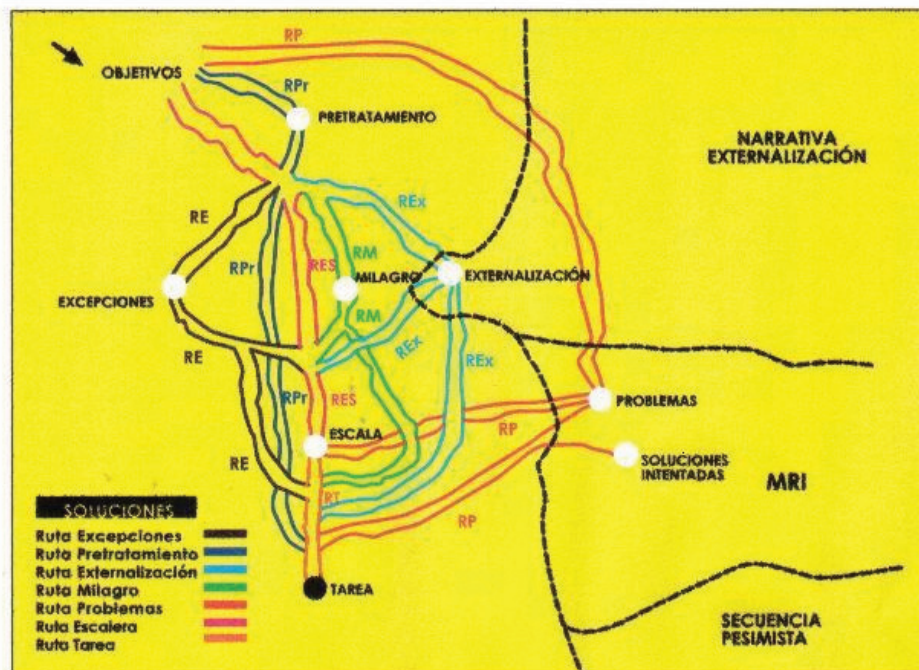 RP
OBJETIVOS
RPr
PRETRATAMIENTO
NARRATIVA
EXTERNALIZACIÓN
RE
REx
RM
RPr
RES
MILAGRO
EXTERNALIZACIÓN
EXCEPCIONES
RM
RE
REx
REx
RPr
RES
PROBLEMAS
ESCALA
RP
RE
SOLUCIONES
INTENTADAS
MRI
RT
RP
SOLUCIONES
Ruta Excepciones
Ruta Pretratamiento
Ruta Externalización
Ruta Milagro
Ruta Problemas
Ruta Escalera
Ruta Tarea
TAREA
SECUENCIA
PESIMISTA